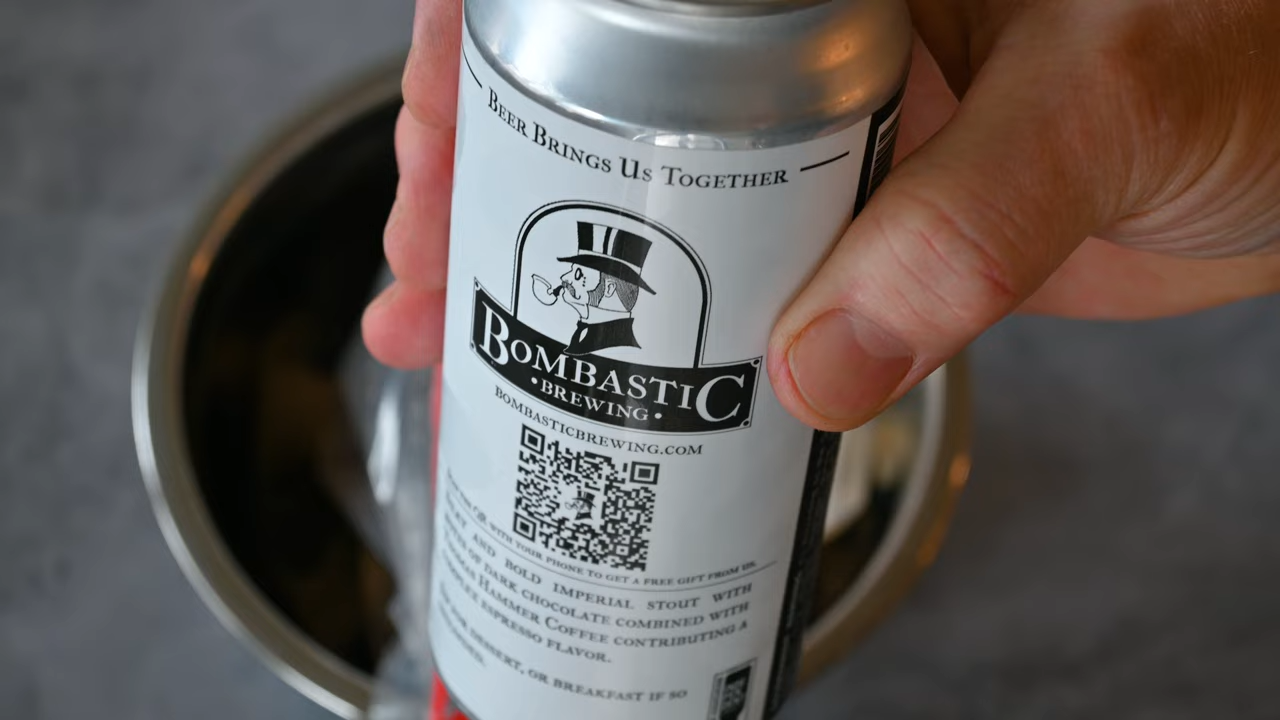 Beer Brings Us Together
Bombastic
•Brewing•
bombasticbrewing.com
QR with your phone to get a free gift from us.
and bold imperial stout with
of dark chocolate combined with
Hammer Coffee contributing a
espresso flavor.
dessert, or breakfast if so